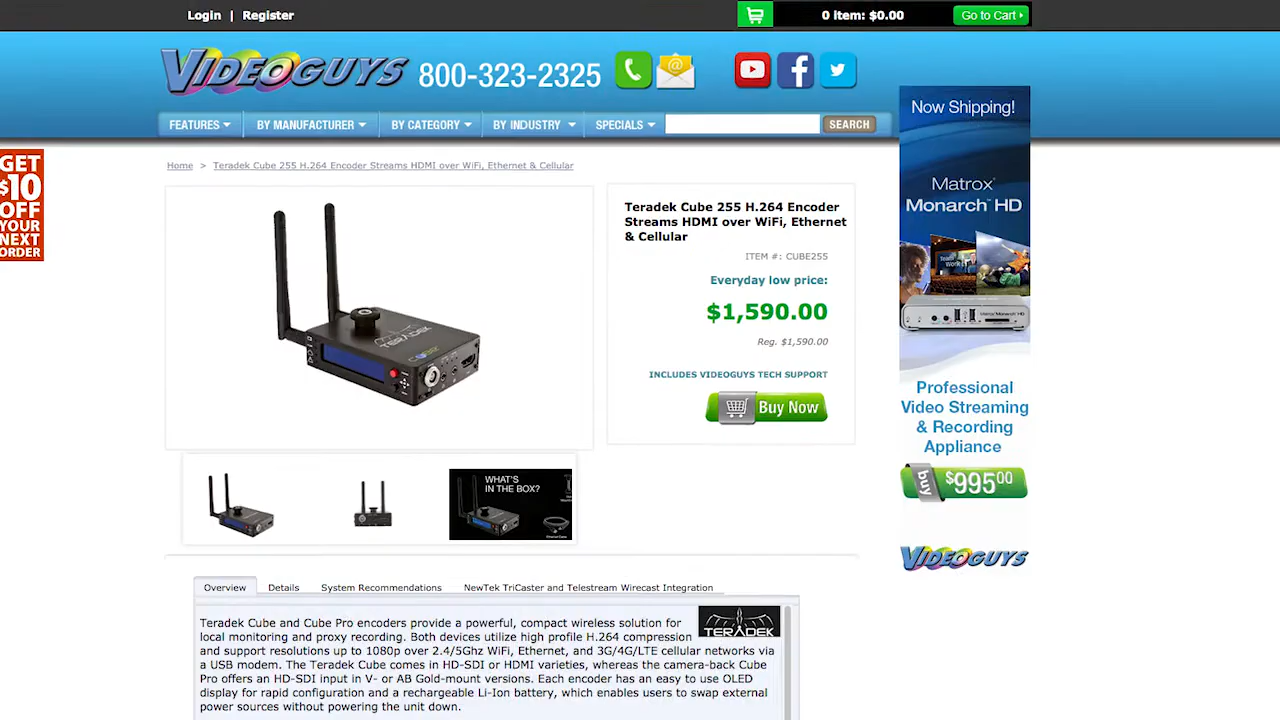 Login | Register
0 item: $0.00
Go to Cart
VIDEOGUYS
800-323-2325
FEATURES
BY MANUFACTURER
BY CATEGORY
BY INDUSTRY
SPECIALS
SEARCH
GET
$10
OFF
YOUR
NEXT
ORDER
Home > Teradek Cube 255 H.264 Encoder Streams HDMI over WiFi, Ethernet & Cellular
TERADEK
Teradek Cube 255 H.264 Encoder
Streams HDMI over WiFi, Ethernet
& Cellular
ITEM #: CUBE255
Everyday low price:
$1,590.00
Reg. $1,590.00
INCLUDES VIDEOGUYS TECH SUPPORT
Buy Now
WHAT'S
IN THE BOX?
Now Shipping!
Matrox®
Monarch™ HD
Matrox Monarch HD
Professional
Video Streaming
& Recording
Appliance
buy $995.00
VIDEOGUYS
Overview
Details
System Recommendations
NewTek TriCaster and Telestream Wirecast Integration
TERADEK
Teradek Cube and Cube Pro encoders provide a powerful, compact wireless solution for
local monitoring and proxy recording. Both devices utilize high profile H.264 compression
and support resolutions up to 1080p over 2.4/5Ghz WiFi, Ethernet, and 3G/4G/LTE cellular networks via
a USB modem. The Teradek Cube comes in HD-SDI or HDMI varieties, whereas the camera-back Cube
Pro offers an HD-SDI input in V- or AB Gold-mount versions. Each encoder has an easy to use OLED
display for rapid configuration and a rechargeable Li-Ion battery, which enables users to swap external
power sources without powering the unit down.